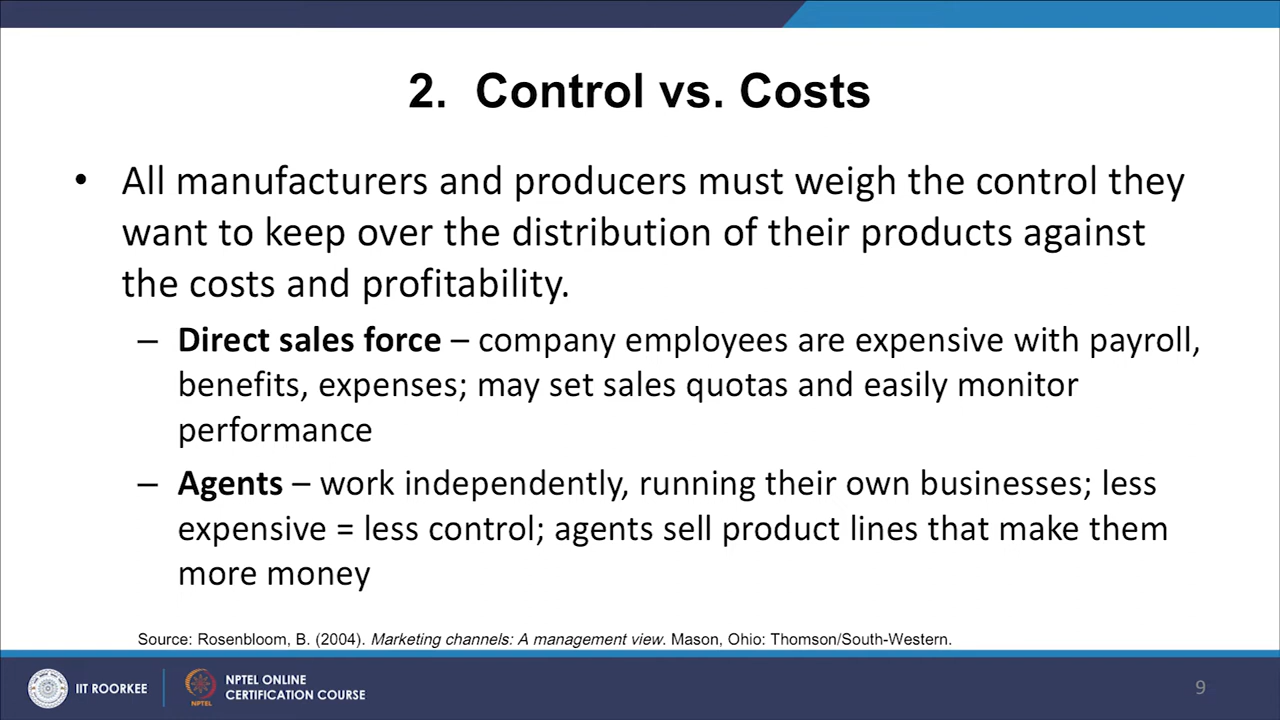 2. Control vs. Costs
• All manufacturers and producers must weigh the control they
want to keep over the distribution of their products against
the costs and profitability.
– Direct sales force – company employees are expensive with payroll,
benefits, expenses; may set sales quotas and easily monitor
performance
– Agents – work independently, running their own businesses; less
expensive = less control; agents sell product lines that make them
more money
Source: Rosenbloom, B. (2004). Marketing channels: A management view. Mason, Ohio: Thomson/South-Western.
IIT ROORKEE
NPTEL
NPTEL ONLINE
CERTIFICATION COURSE
9